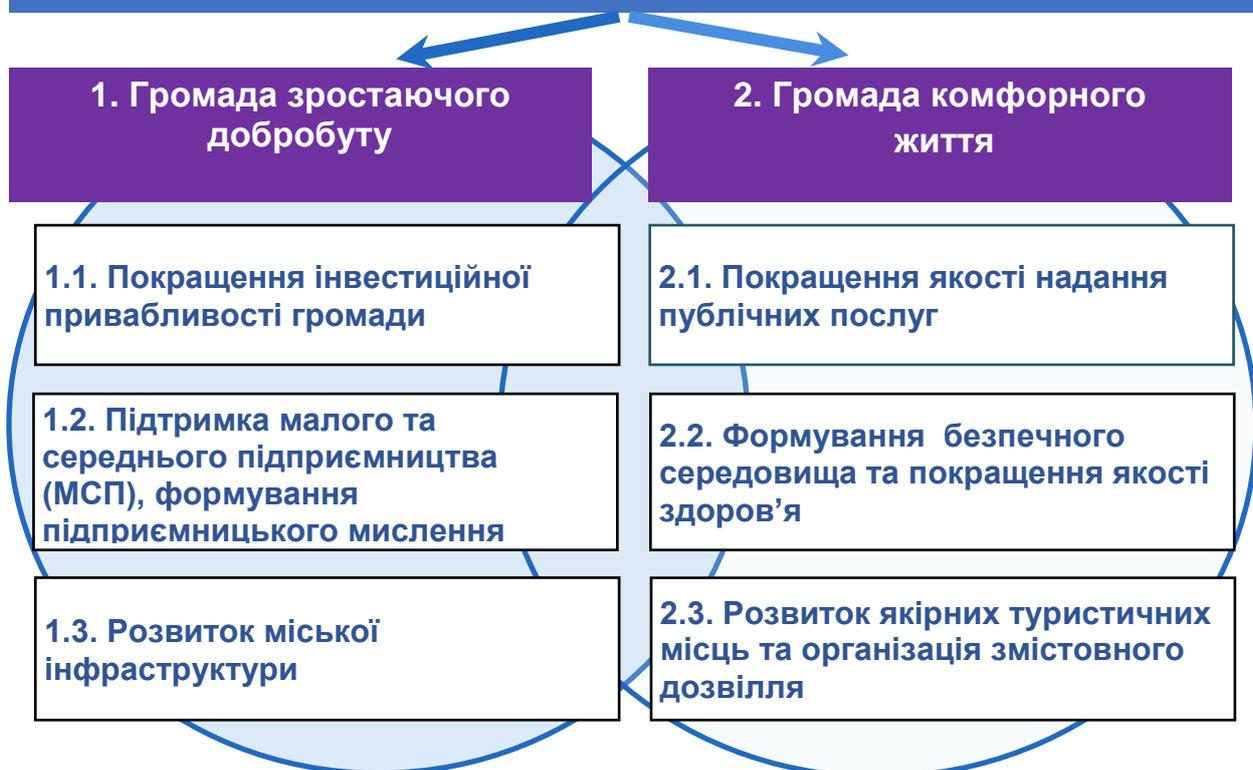 1. Громада зростаючого
добробуту
1.1. Покращення інвестиційної
привабливості громади
1.2. Підтримка малого та
середнього підприємництва
(МСП), формування
підприємницького мислення
1.3. Розвиток міської
інфраструктури
2. Громада комфорного
життя
2.1. Покращення якості надання
публічних послуг
2.2. Формування  безпечного
середовища та покращення якості
здоров’я
2.3. Розвиток якірних туристичних
місць та організація змістовного
дозвілля